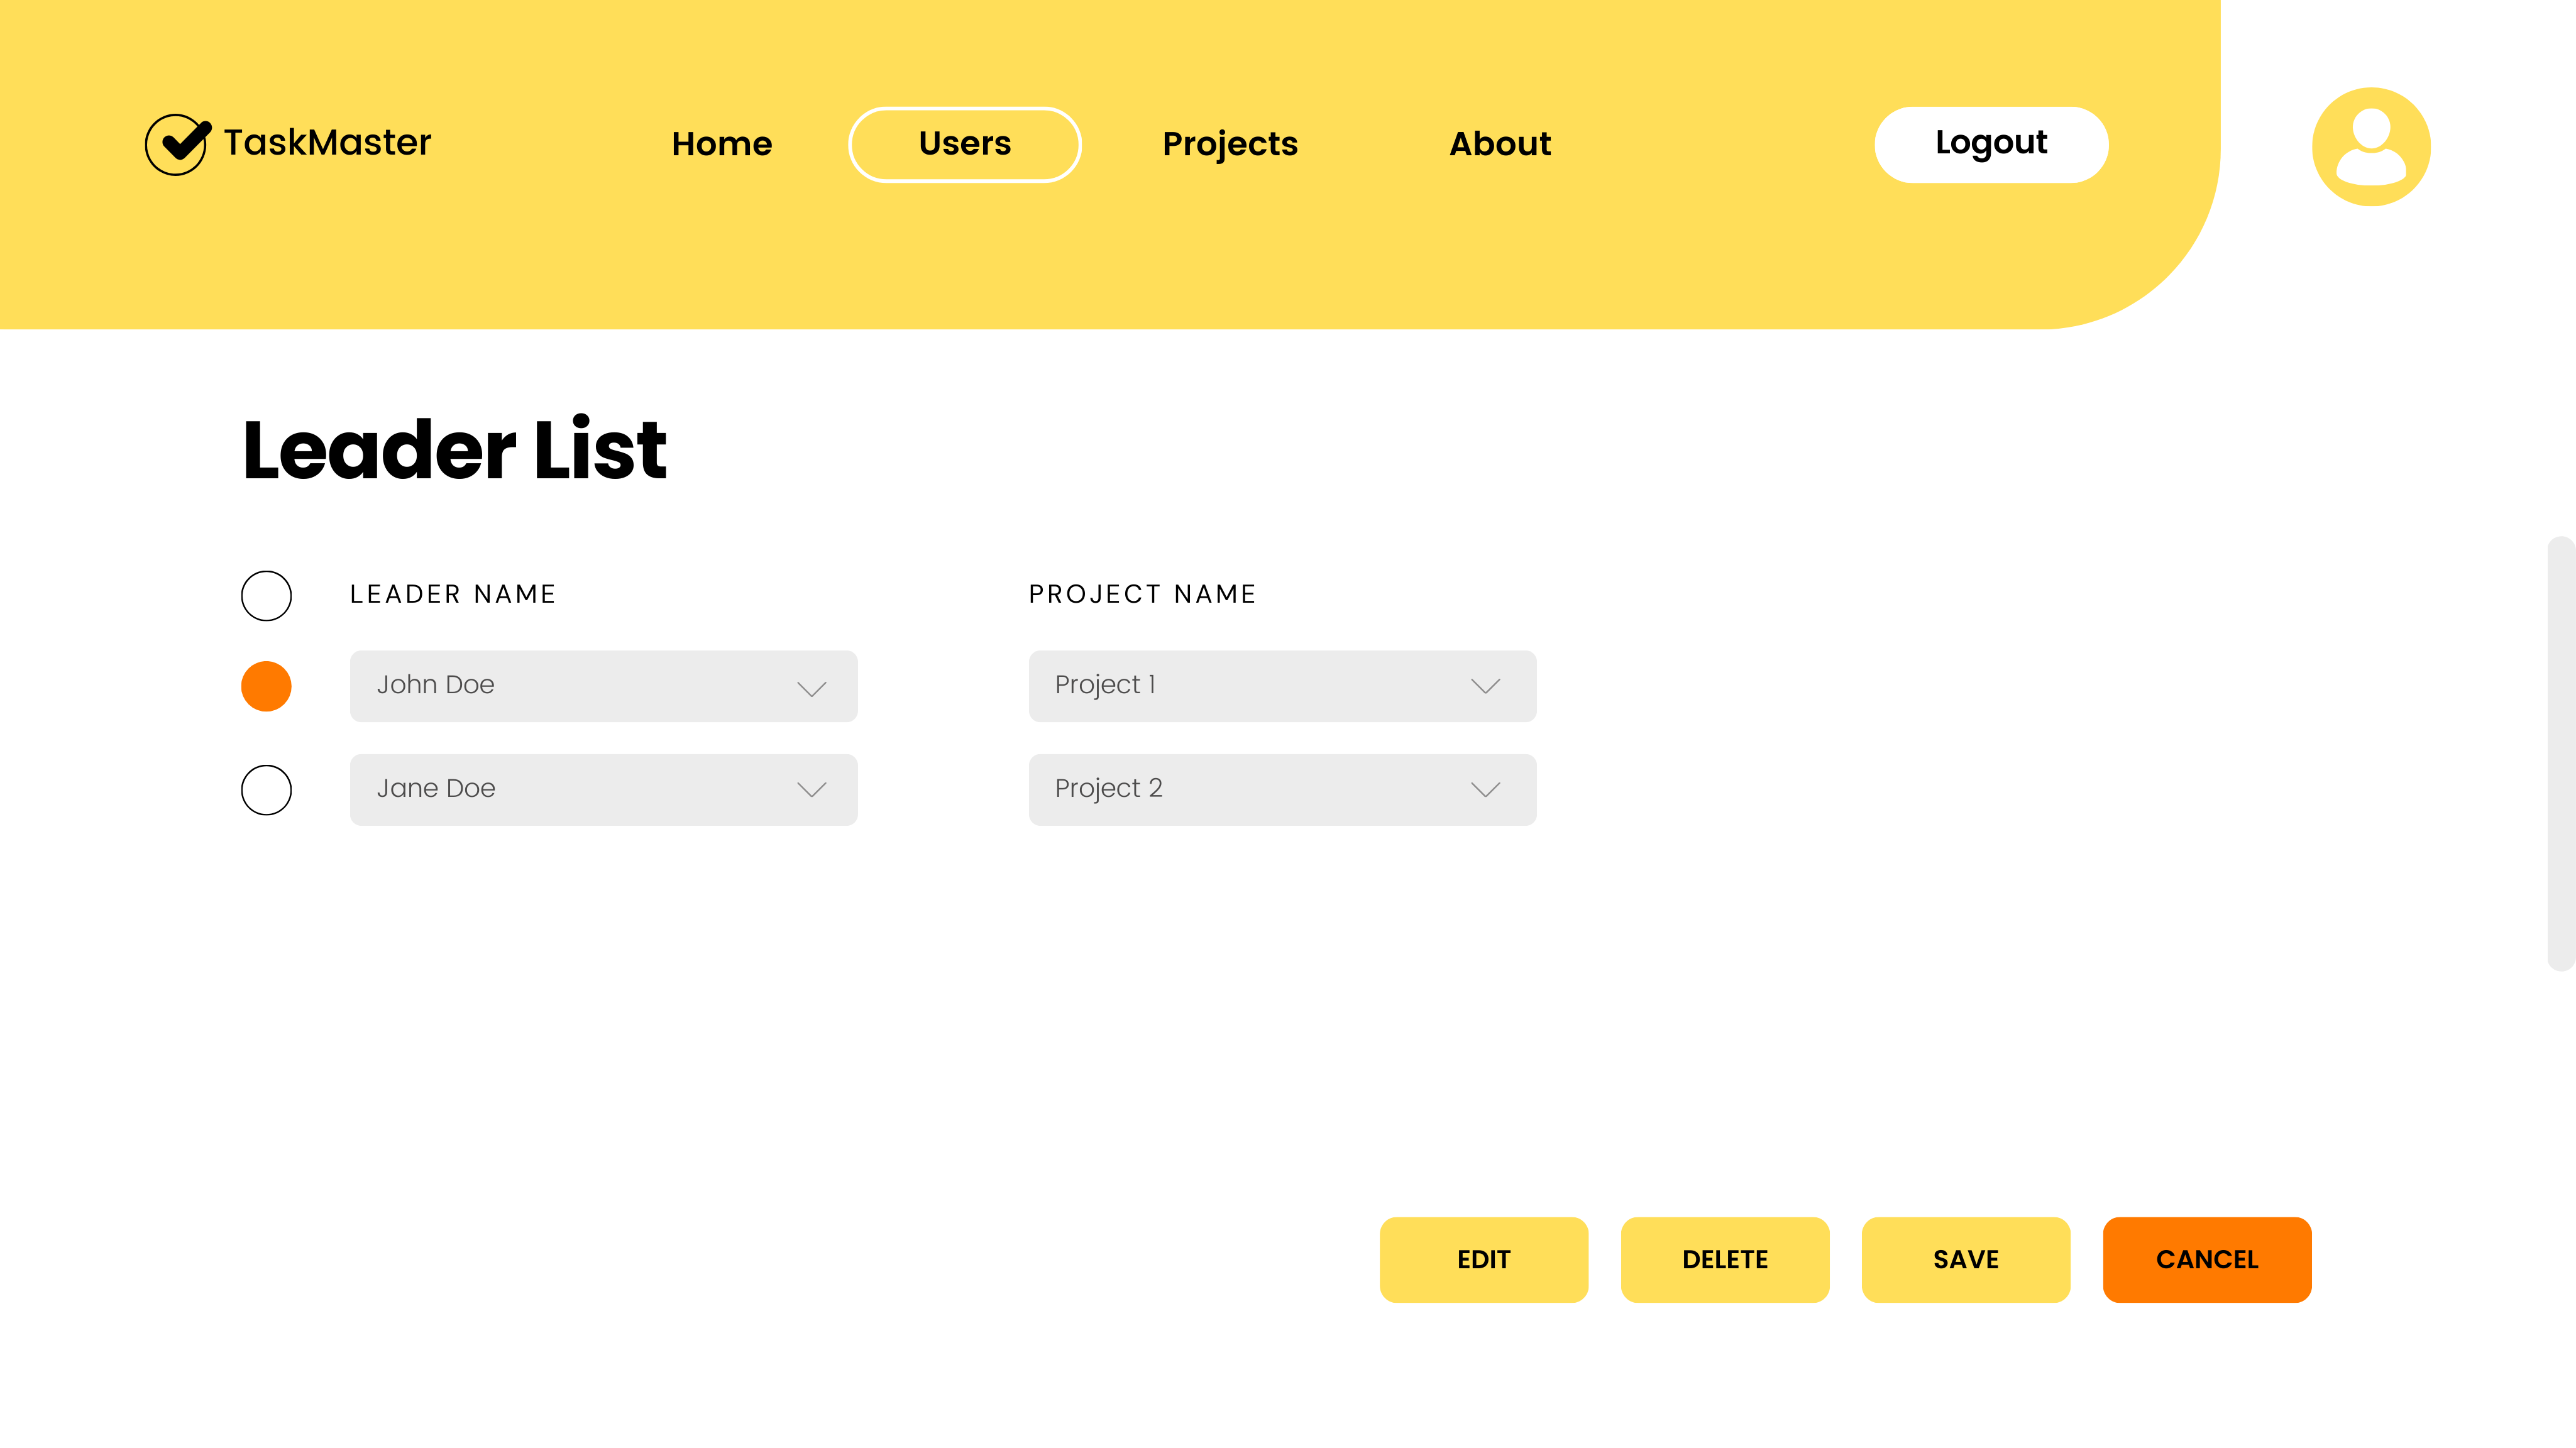 TaskMaster
Home
Users
Projects
About
Logout
Leader List
LEADER NAME
PROJECT NAME
John Doe
Project 1
Jane Doe
Project 2
EDIT
DELETE
SAVE
CANCEL